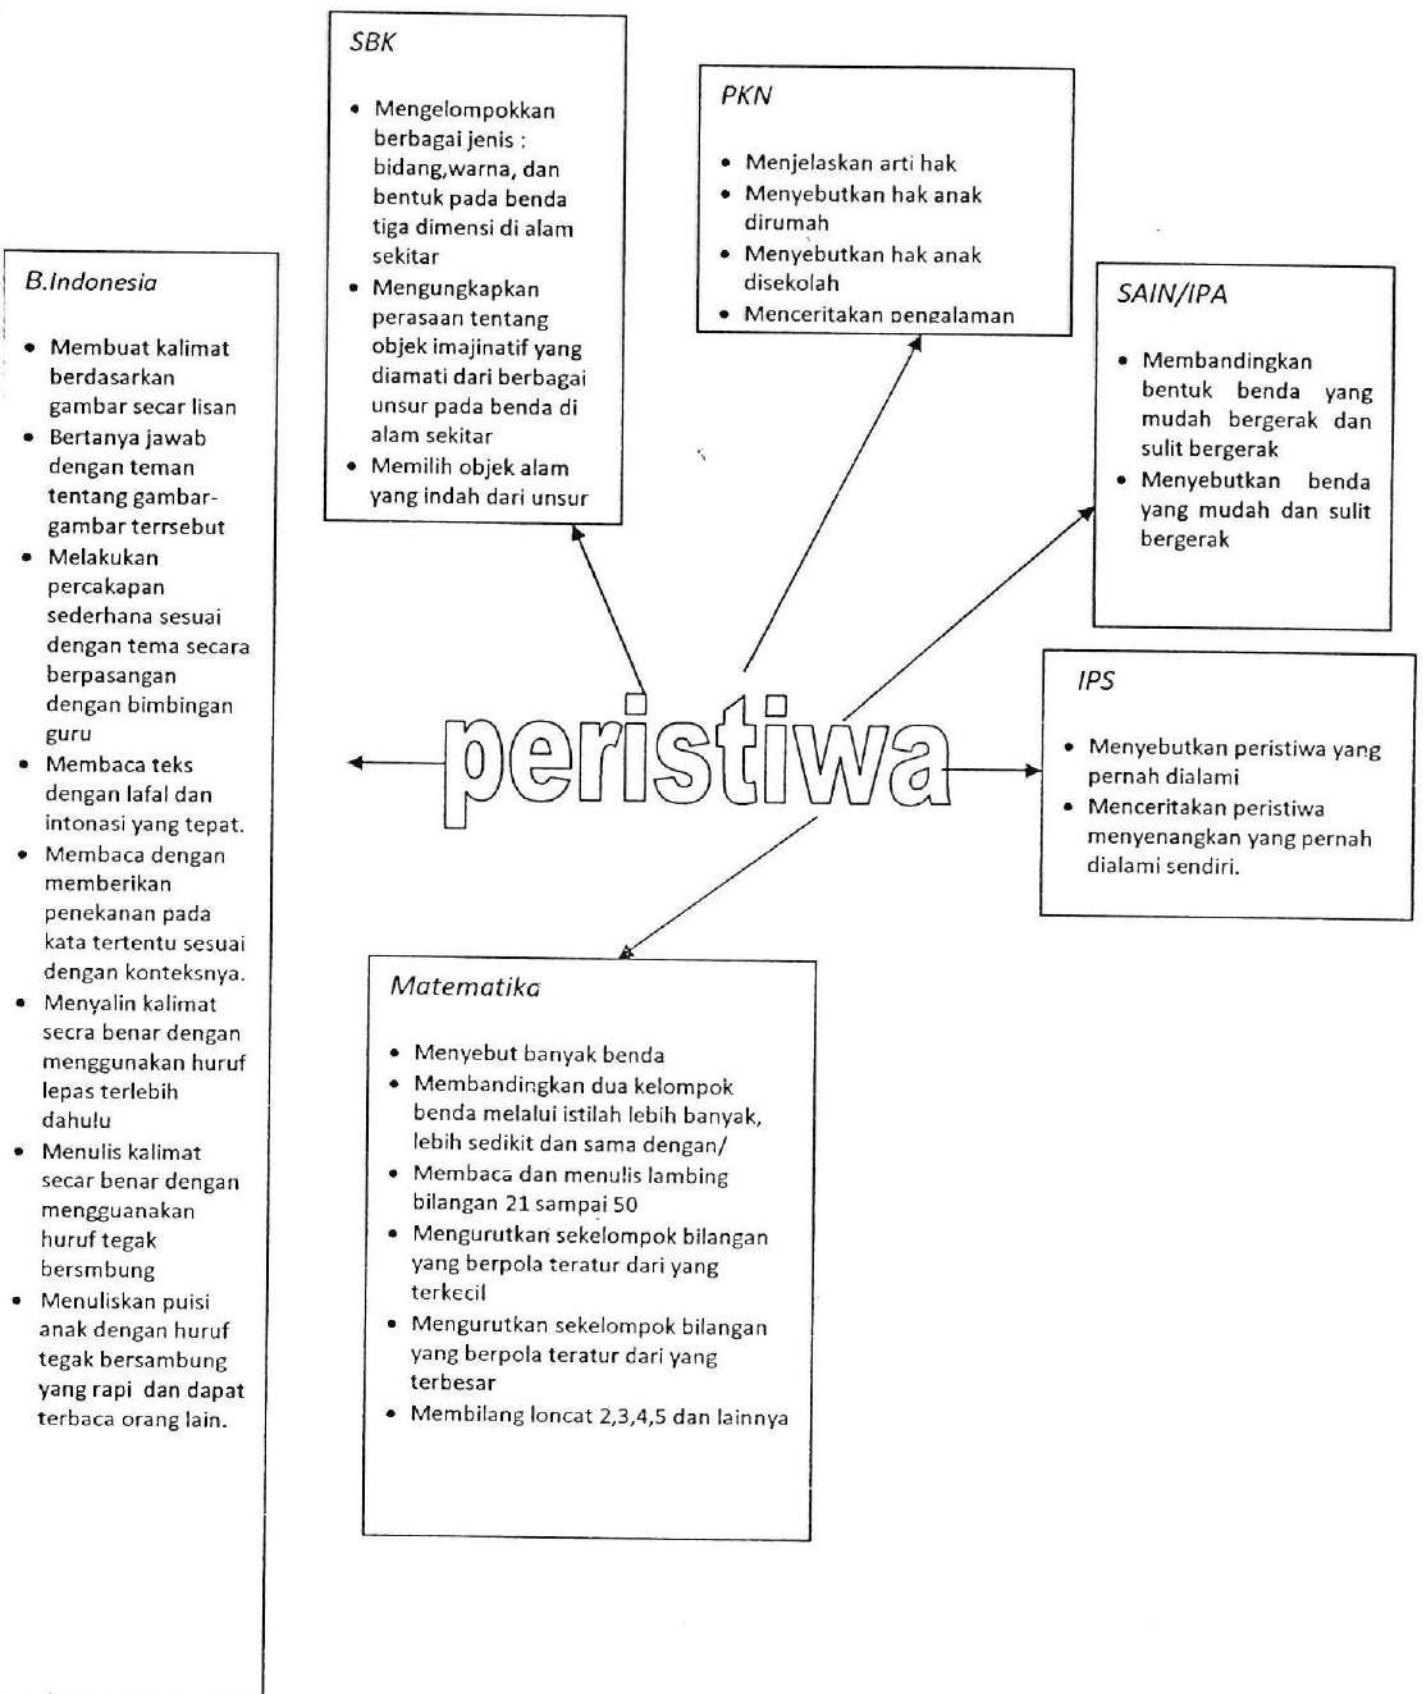 SBK
• Mengelompokkan
berbagai jenis :
bidang,warna, dan
bentuk pada benda
tiga dimensi di alam
sekitar
• Mengungkapkan
perasaan tentang
objek imajinatif yang
diamati dari berbagai
unsur pada benda di
alam sekitar
• Memilih objek alam
yang indah dari unsur
PKN
• Menjelaskan arti hak
• Menyebutkan hak anak
dirumah
• Menyebutkan hak anak
disekolah
• Menceritakan pengalaman
B.Indonesia
• Membuat kalimat
berdasarkan
gambar secar lisan
• Bertanya jawab
dengan teman
tentang gambar-
gambar terrsebut
• Melakukan
percakapan
sederhana sesuai
dengan tema secara
berpasangan
dengan bimbingan
guru
• Membaca teks
dengan lafal dan
intonasi yang tepat.
• Membaca dengan
memberikan
penekanan pada
kata tertentu sesuai
dengan konteksnya.
• Menyalin kalimat
secra benar dengan
menggunakan huruf
lepas terlebih
dahulu
• Menulis kalimat
secar benar dengan
mengguanakan
huruf tegak
bersmbung
• Menuliskan puisi
anak dengan huruf
tegak bersambung
yang rapi dan dapat
terbaca orang lain.
SAIN/IPA
• Membandingkan
bentuk benda yang
mudah bergerak dan
sulit bergerak
• Menyebutkan benda
yang mudah dan sulit
bergerak
peristiwa
IPS
• Menyebutkan peristiwa yang
pernah dialami
• Menceritakan peristiwa
menyenangkan yang pernah
dialami sendiri.
Matematika
• Menyebut banyak benda
• Membandingkan dua kelompok
benda melalui istilah lebih banyak,
lebih sedikit dan sama dengan/
• Membaca dan menulis lambing
bilangan 21 sampai 50
• Mengurutkan sekelompok bilangan
yang berpola teratur dari yang
terkecil
• Mengurutkan sekelompok bilangan
yang berpola teratur dari yang
terbesar
• Membilang loncat 2,3,4,5 dan lainnya